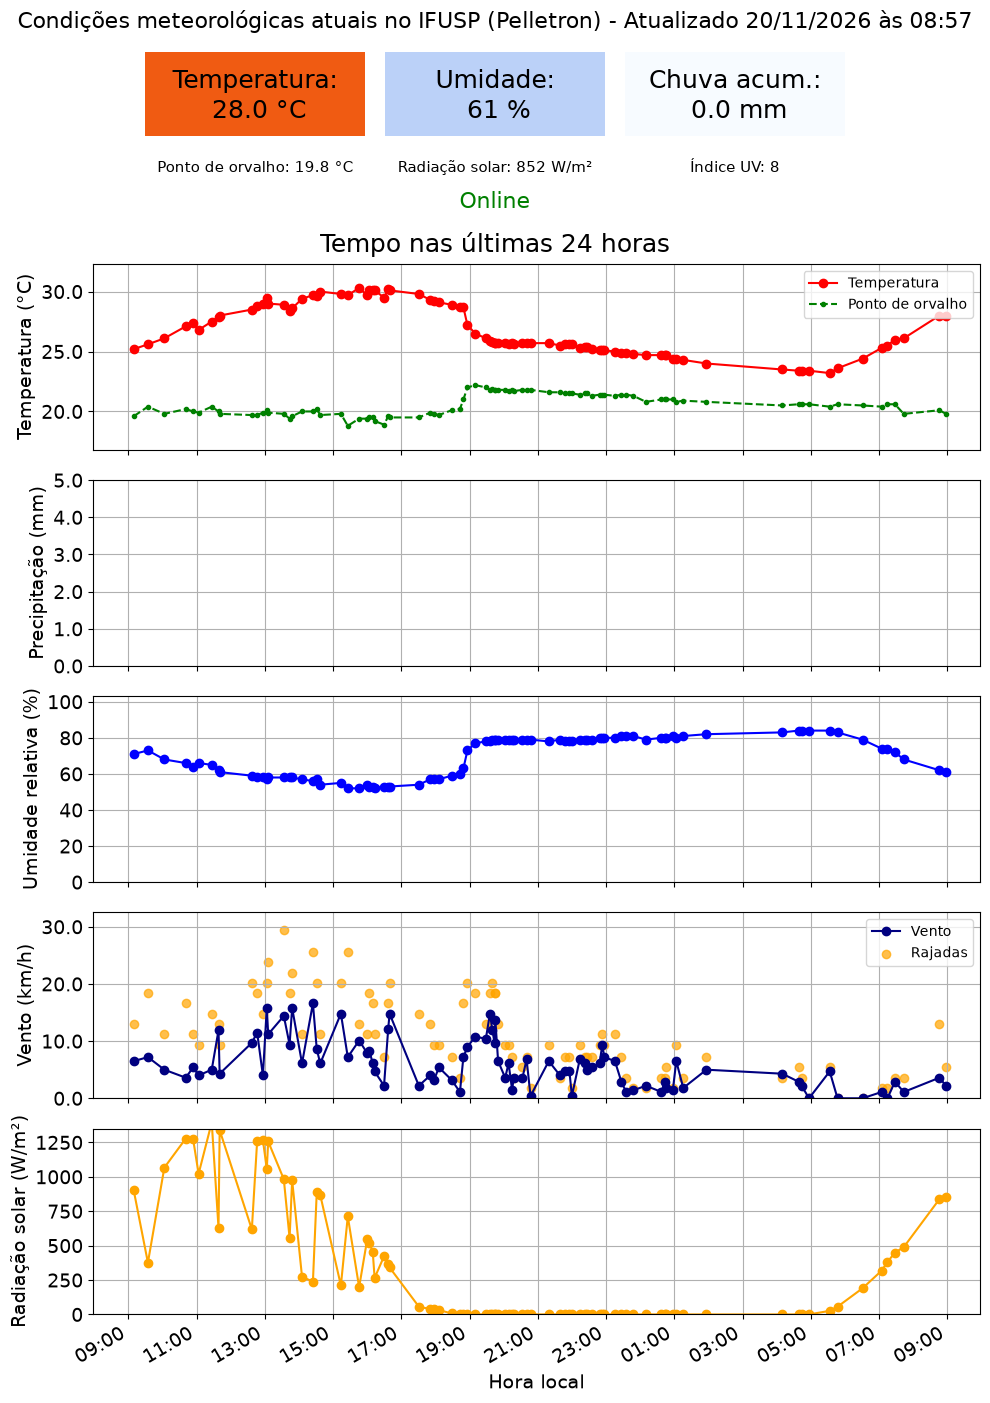 Condições meteorológicas atuais no IFUSP (Pelletron) - Atualizado 20/11/2026 às 08:57
Temperatura:
28.0 °C
Umidade:
61 %
Chuva acum.:
0.0 mm
Ponto de orvalho: 19.8 °C
Radiação solar: 852 W/m²
Índice UV: 8
Online
Tempo nas últimas 24 horas
Temperatura (°C)
30.0
25.0
20.0
Temperatura
Ponto de orvalho
Precipitação (mm)
5.0
4.0
3.0
2.0
1.0
0.0
Umidade relativa (%)
100
80
60
40
20
0
Vento (km/h)
30.0
20.0
10.0
0.0
Vento
Rajadas
Radiação solar (W/m²)
1250
1000
750
500
250
0
09:00
11:00
13:00
15:00
17:00
19:00
21:00
23:00
01:00
03:00
05:00
07:00
09:00
Hora local